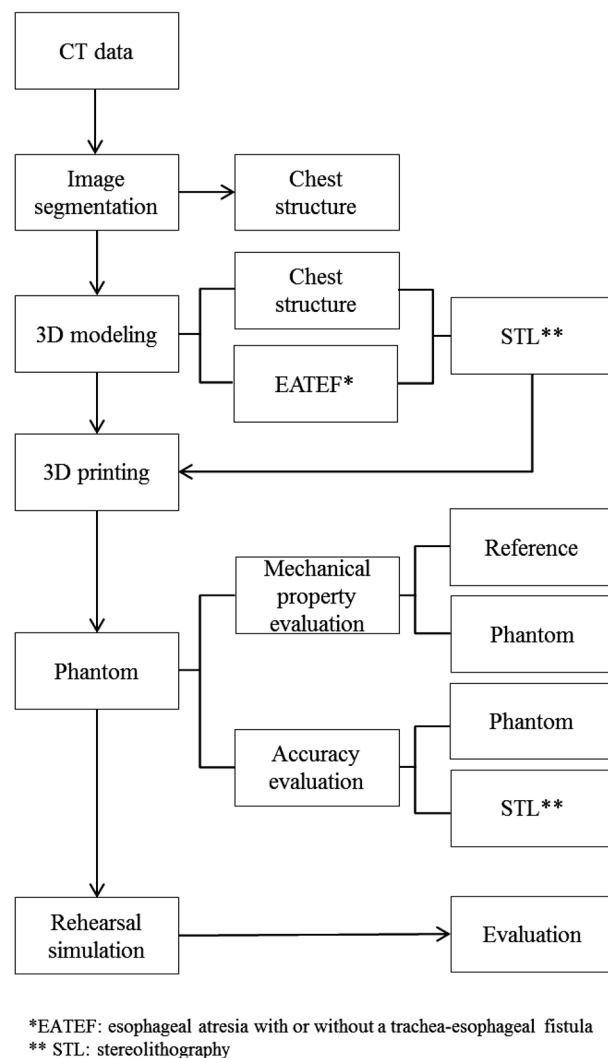 CT data
Image
segmentation
Chest
structure
3D modeling
Chest
structure
EATEF*
STL**
3D printing
Phantom
Mechanical
property
evaluation
Reference
Phantom
Accuracy
evaluation
Phantom
STL**
Rehearsal
simulation
Evaluation
*EATEF: esophageal atresia with or without a trachea-esophageal fistula
** STL: stereolithography